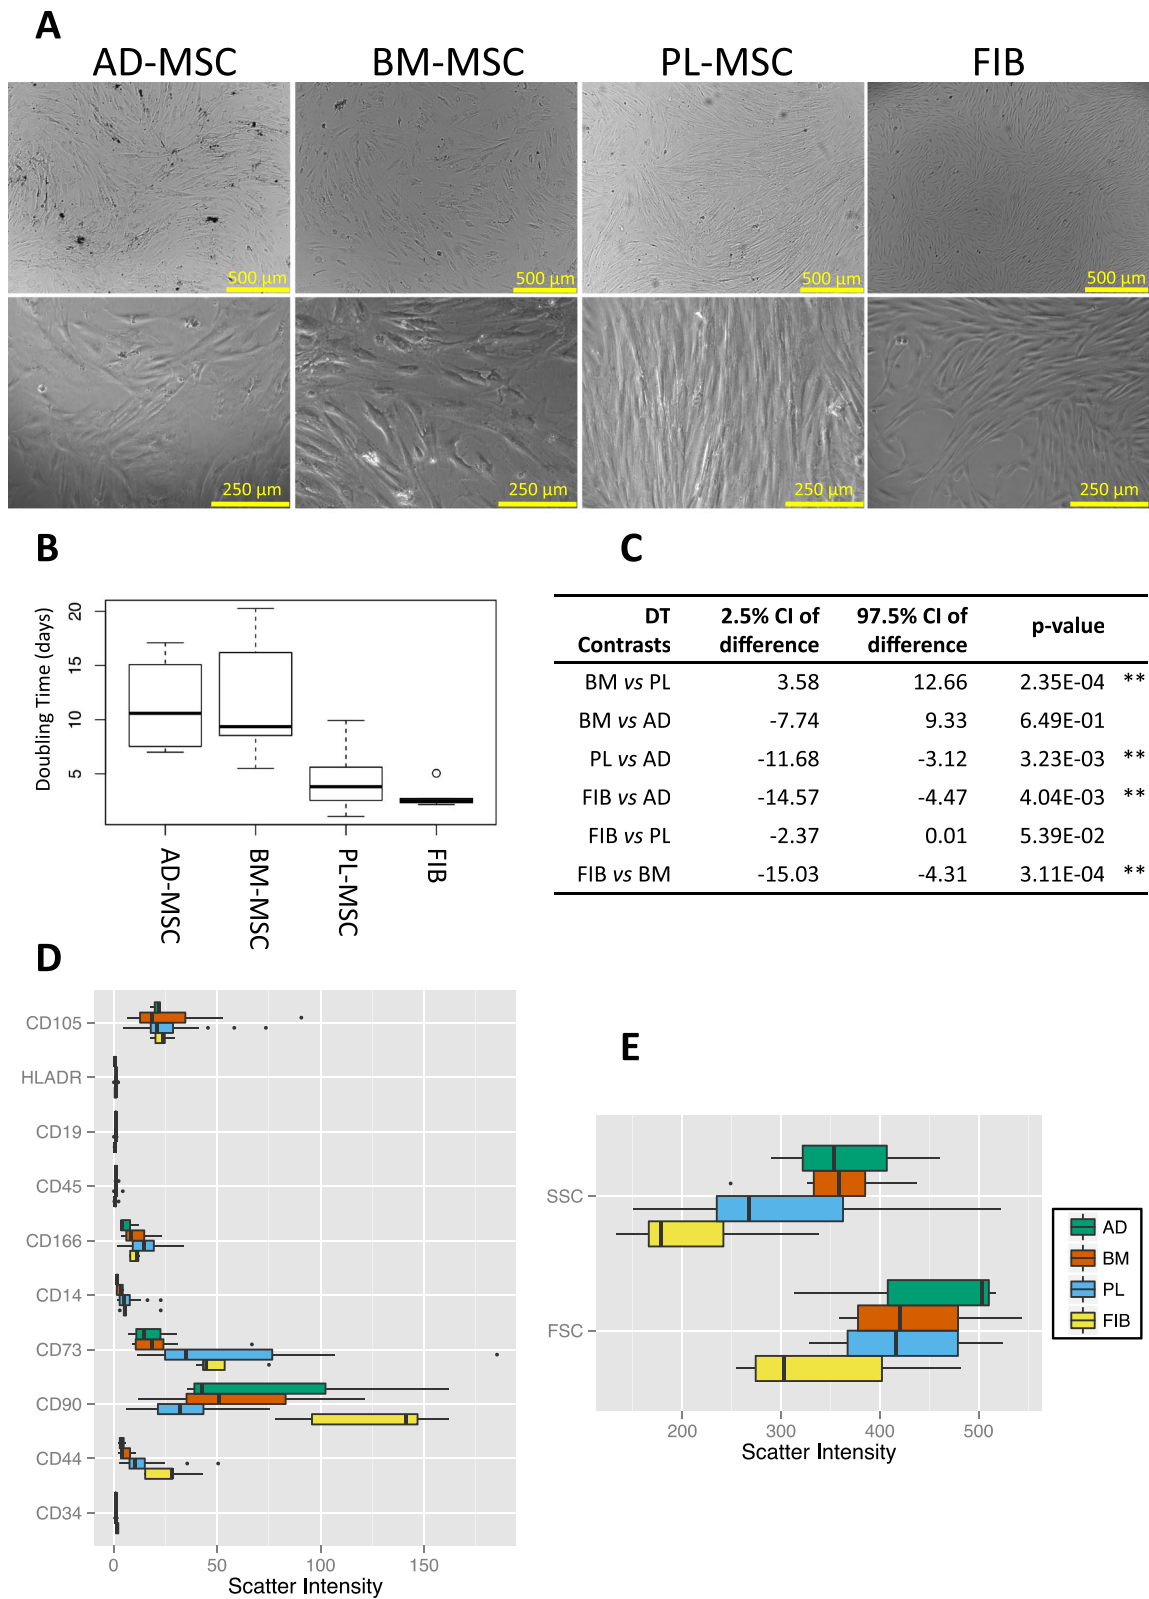 A
AD-MSC BM-MSC PL-MSC FIB
500 μm 500 μm 500 μm 500 μm
250 μm 250 μm 250 μm 250 μm
B
Doubling Time (days)
20
15
10
5
AD-MSC
BM-MSC
PL-MSC
FIB
C
DT Contrasts 2.5% CI of difference 97.5% CI of difference p-value
BM vs PL 3.58 12.66 2.35E-04 **
BM vs AD -7.74 9.33 6.49E-01
PL vs AD -11.68 -3.12 3.23E-03 **
FIB vs AD -14.57 -4.47 4.04E-03 **
FIB vs PL -2.37 0.01 5.39E-02
FIB vs BM -15.03 -4.31 3.11E-04 **
D
CD105
HLADR
CD19
CD45
CD166
CD14
CD73
CD90
CD44
CD34
0 50 100 150
Scatter Intensity
E
SSC
FSC
200 300 400 500
Scatter Intensity
AD
BM
PL
FIB